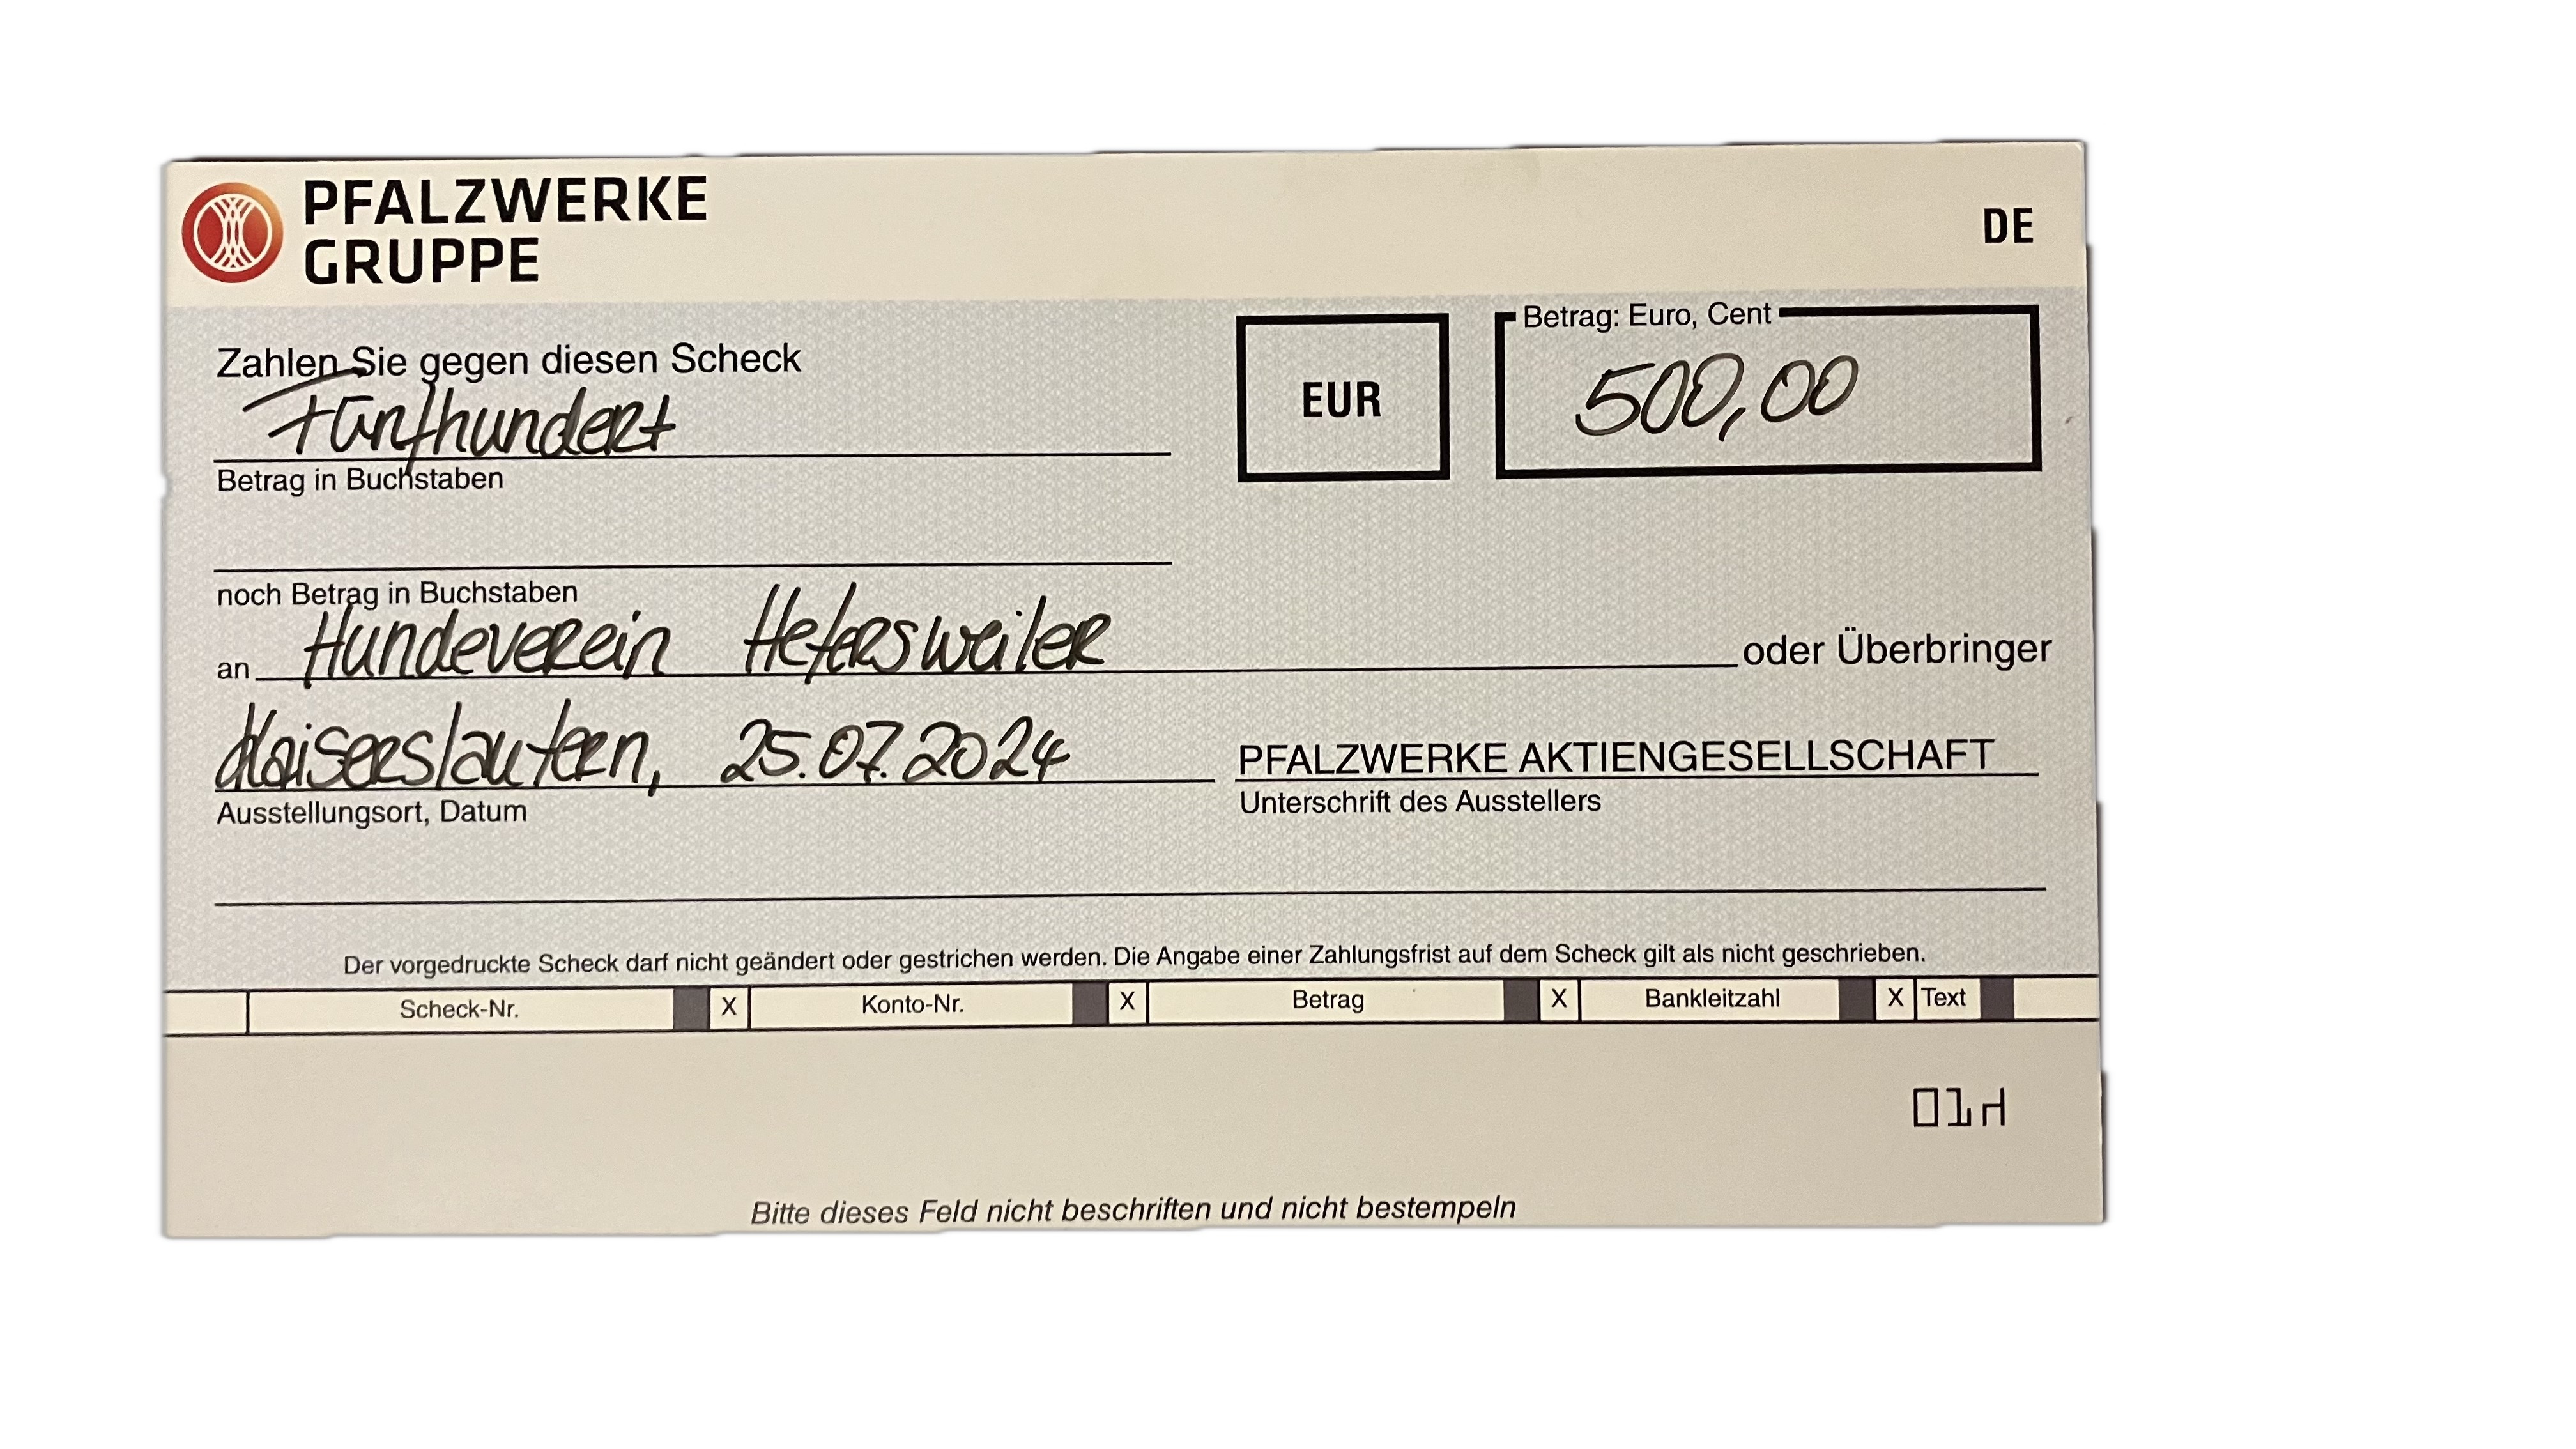 PFALZWERKE
GRUPPE
DE
Zahlen Sie gegen diesen Scheck
Fünfhundert
Betrag in Buchstaben
EUR
Betrag: Euro, Cent
500,00
noch Betrag in Buchstaben
an Hundeverein Hefersweiler oder Überbringer
Kaiserslautern, 25.07.2024
Ausstellungsort, Datum
PFALZWERKE AKTIENGESELLSCHAFT
Unterschrift des Ausstellers
Der vorgedruckte Scheck darf nicht geändert oder gestrichen werden. Die Angabe einer Zahlungsfrist auf dem Scheck gilt als nicht geschrieben.
Scheck-Nr. X Konto-Nr. X Betrag X Bankleitzahl X Text
01⑁
Bitte dieses Feld nicht beschriften und nicht bestempeln